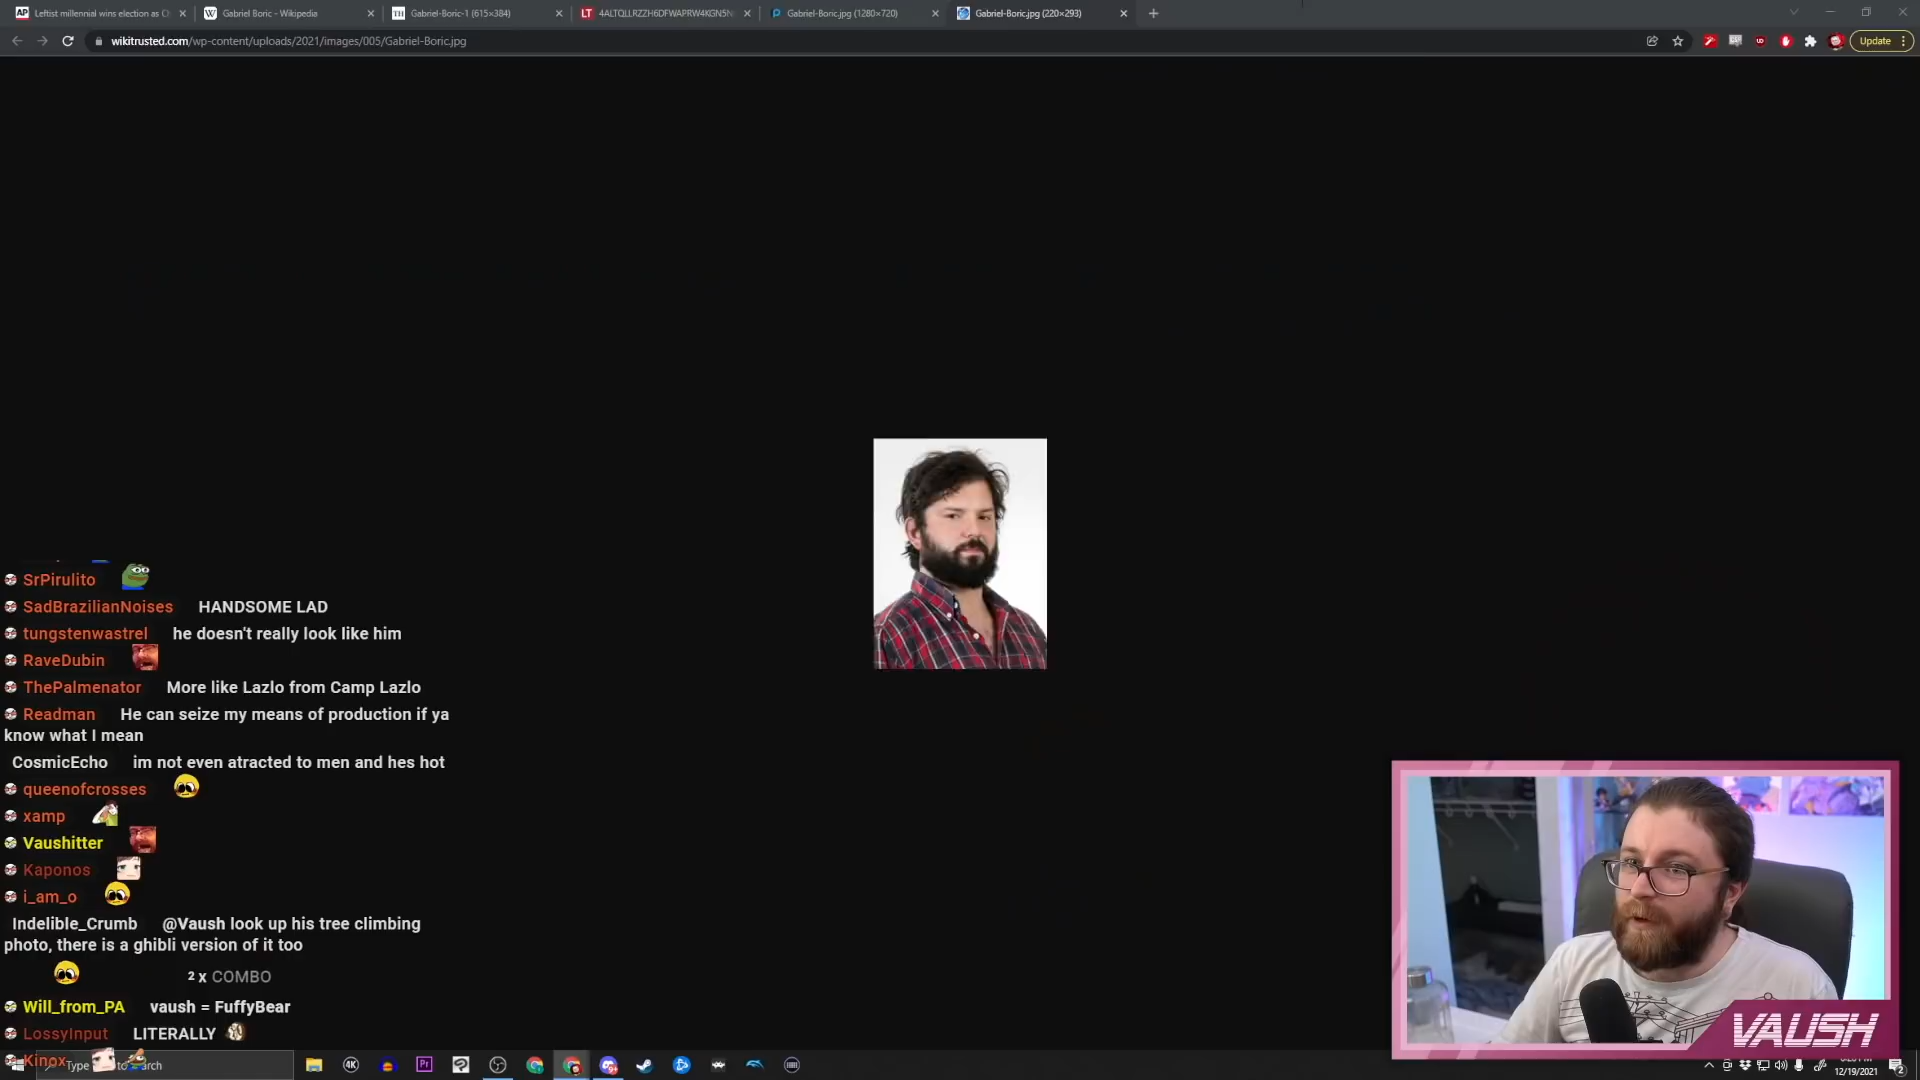 Leftist millennial wins election as C
Gabriel Boric - Wikipedia
Gabriel-Boric-1 (615×384)
Gabriel-Boric.jpg (1280×720)
Gabriel-Boric.jpg (220×293)
wikitrusted.com/wp-content/uploads/2021/images/005/Gabriel-Boric.jpg
Update
SrPirulito
SadBrazilianNoises HANDSOME LAD
tungstenwastrel he doesn't really look like him
RaveDubin
ThePalmenator More like Lazlo from Camp Lazlo
Readman He can seize my means of production if ya
know what I mean
CosmicEcho im not even atracted to men and hes hot
queenofcrosses
xamp
Vaushitter
Kaponos
i_am_o
Indelible_Crumb @Vaush look up his tree climbing
photo, there is a ghibli version of it too
2 x COMBO
Will_from_PA vaush = FuffyBear
LossyInput LITERALLY
Kinox
Type to search
VAUSH
12/19/2021